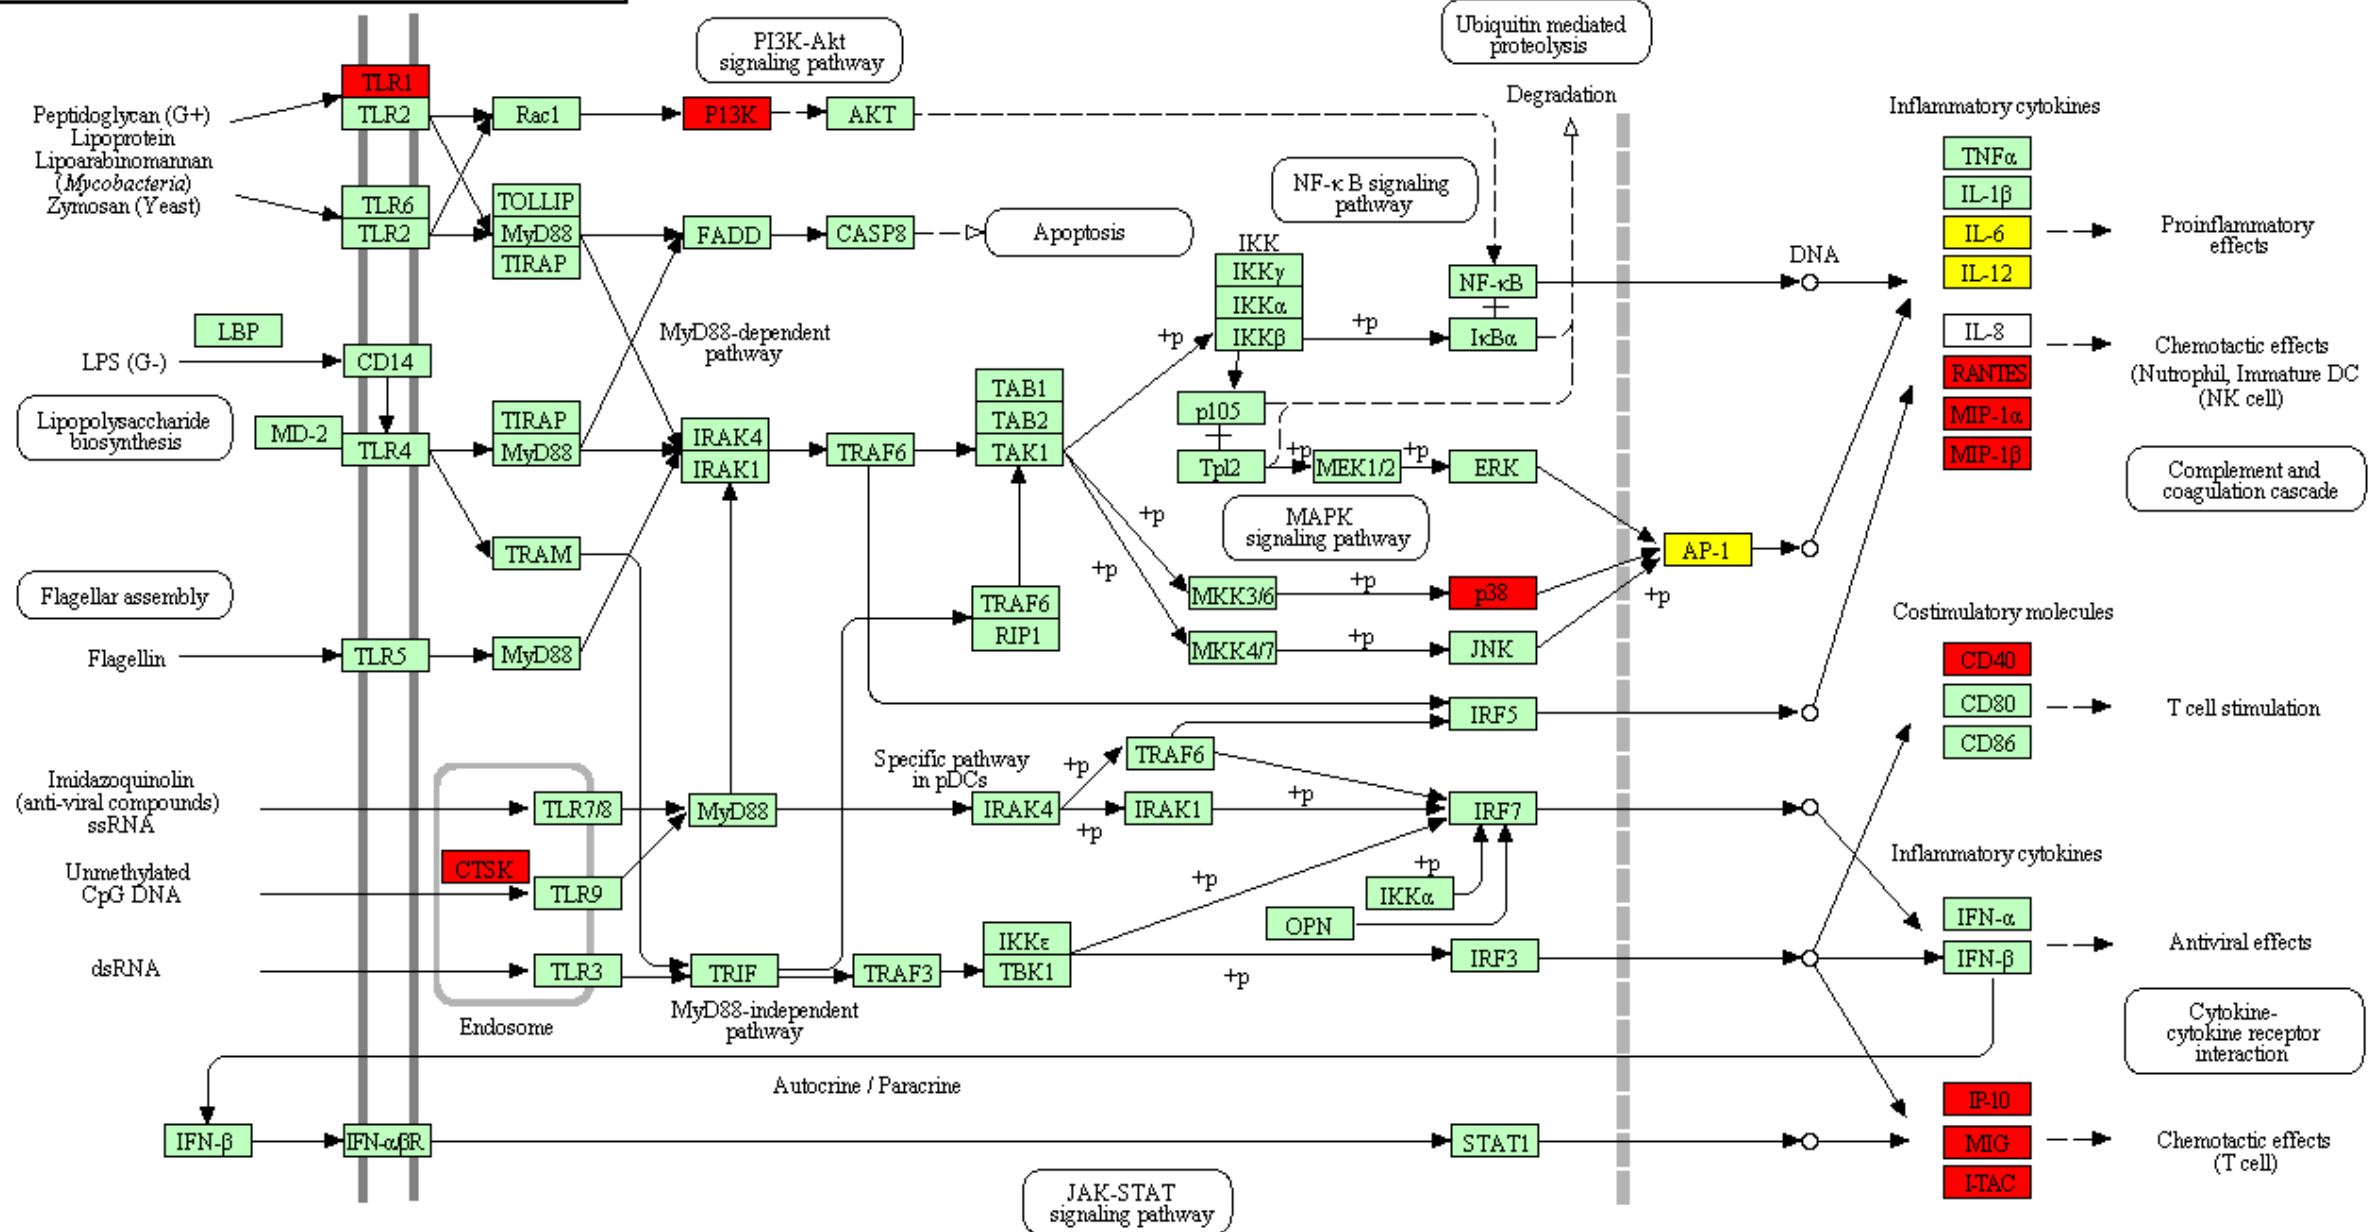 PI3K-Akt
signaling pathway
Ubiquitin mediated
proteolysis
Degradation
Inflammatory cytokines
TLR1
TLR2
Rac1
P13K
AKT
Peptidoglycan (G+)
Lipoprotein
Lipoarabinomannan
(Mycobacteria)
Zymosan (Yeast)
TLR6
TLR2
TOLLIP
MyD88
TIRAP
FADD
CASP8
Apoptosis
NF-κB signaling
pathway
IKK
IKKγ
IKKα
IKKβ
NF-κB
IκBα
+p
+p
DNA
TNFα
IL-1β
IL-6
IL-12
Proinflammatory
effects
IL-8
RANTES
MIP-1α
MIP-1β
Chemotactic effects
(Nutrophil, Immature DC
(NK cell)
Complement and
coagulation cascade
LBP
LPS (G-)
CD14
MyD88-dependent
pathway
Lipopolysaccharide
biosynthesis
MD-2
TLR4
TIRAP
MyD88
IRAK4
IRAK1
TRAF6
TAB1
TAB2
TAK1
p105
Tpl2
+p
MEK1/2
+p
ERK
MAPK
signaling pathway
+p
+p
TRAM
AP-1
Flagellar assembly
TRAF6
RIP1
MKK3/6
+p
p38
+p
MKK4/7
+p
JNK
Flagellin
TLR5
MyD88
Costimulatory molecules
CD40
CD80
CD86
T cell stimulation
IRF5
TRAF6
Specific pathway
in pDCs
+p
Imidazoquinolin
(anti-viral compounds)
ssRNA
TLR7/8
MyD88
IRAK4
+p
IRAK1
+p
IRF7
Unmethylated
CpG DNA
CTSK
TLR9
+p
+p
IKKα
OPN
Inflammatory cytokines
IFN-α
IFN-β
Antiviral effects
dsRNA
TLR3
TRIF
TRAF3
IKKε
TBK1
+p
IRF3
Endosome
MyD88-independent
pathway
Cytokine-
cytokine receptor
interaction
Autocrine / Paracrine
IFN-β
IFN-αβR
STAT1
IP-10
MIG
I-TAC
Chemotactic effects
(T cell)
JAK-STAT
signaling pathway